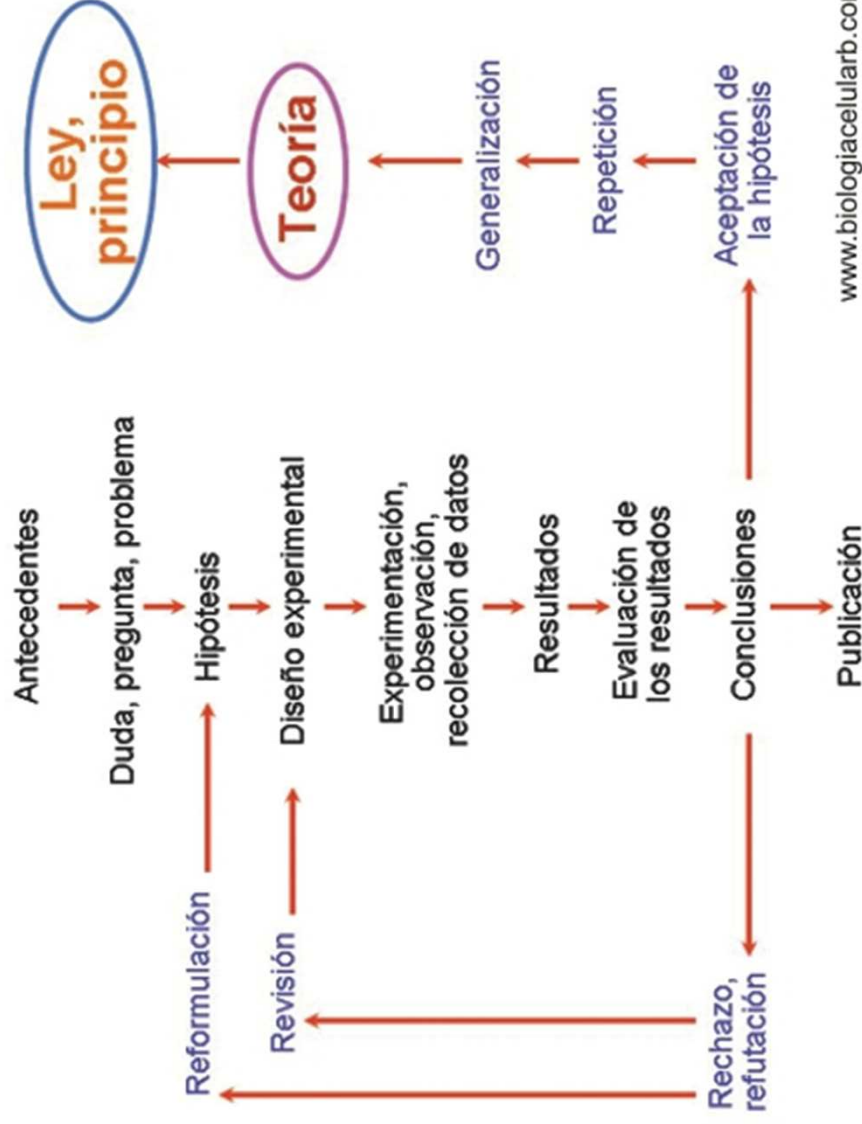 Antecedentes
Duda, pregunta, problema
Hipótesis
Diseño experimental
Experimentación,
observación,
recolección de datos
Resultados
Evaluación de
los resultados
Conclusiones
Publicación
Reformulación
Revisión
Rechazo,
refutación
Ley,
principio
Teoría
Generalización
Repetición
Aceptación de
la hipótesis
www.biologiacelularb.co